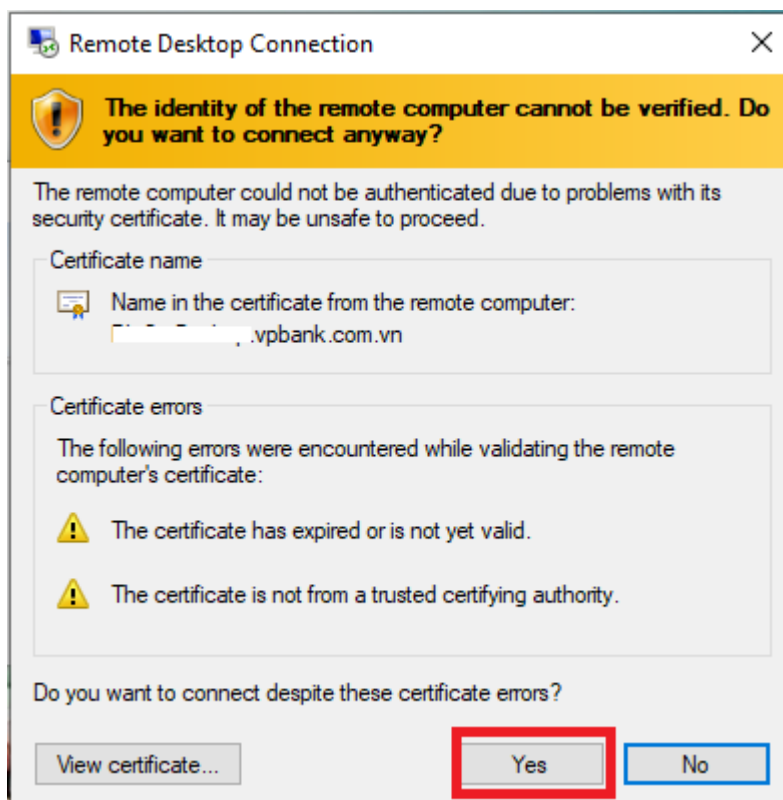 Remote Desktop Connection
The identity of the remote computer cannot be verified. Do
you want to connect anyway?
The remote computer could not be authenticated due to problems with its
security certificate. It may be unsafe to proceed.
Certificate name
Name in the certificate from the remote computer:
.vpbank.com.vn
Certificate errors
The following errors were encountered while validating the remote
computer's certificate:
The certificate has expired or is not yet valid.
The certificate is not from a trusted certifying authority.
Do you want to connect despite these certificate errors?
View certificate...
Yes
No